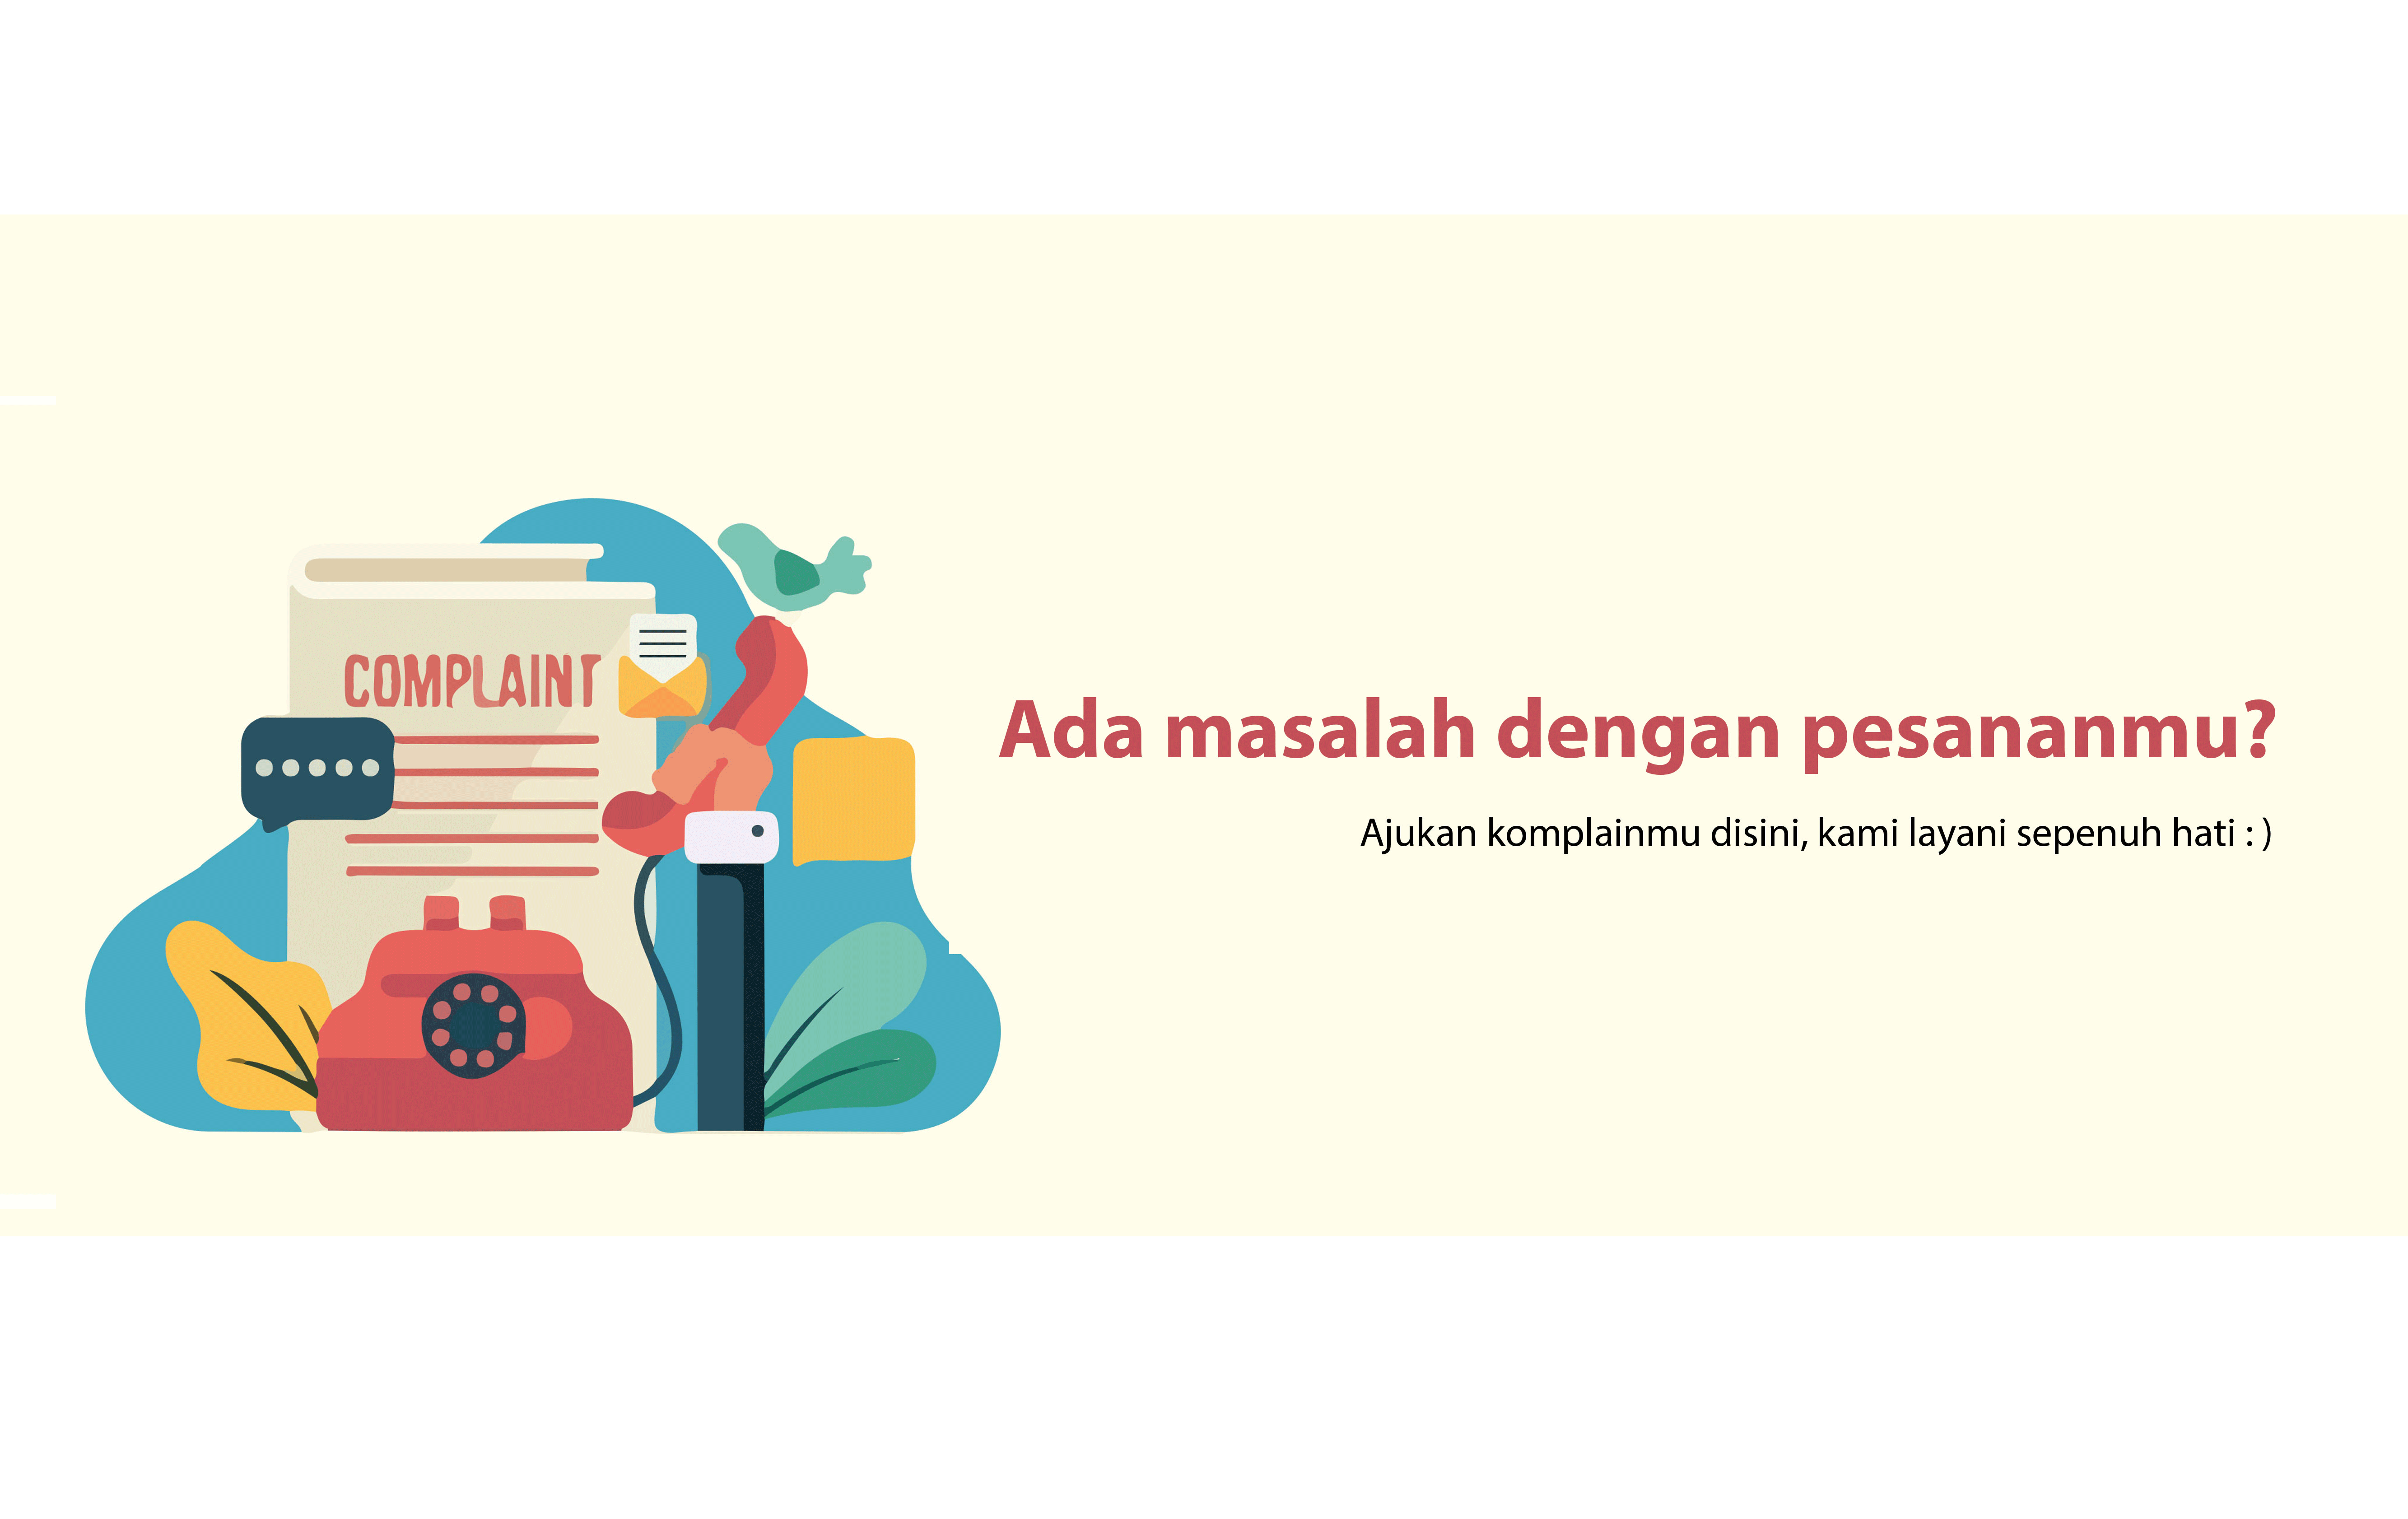 COMPLAINT
Ada masalah dengan pesananmu?
Ajukan komplainmu disini, kami layani sepenuh hati : )